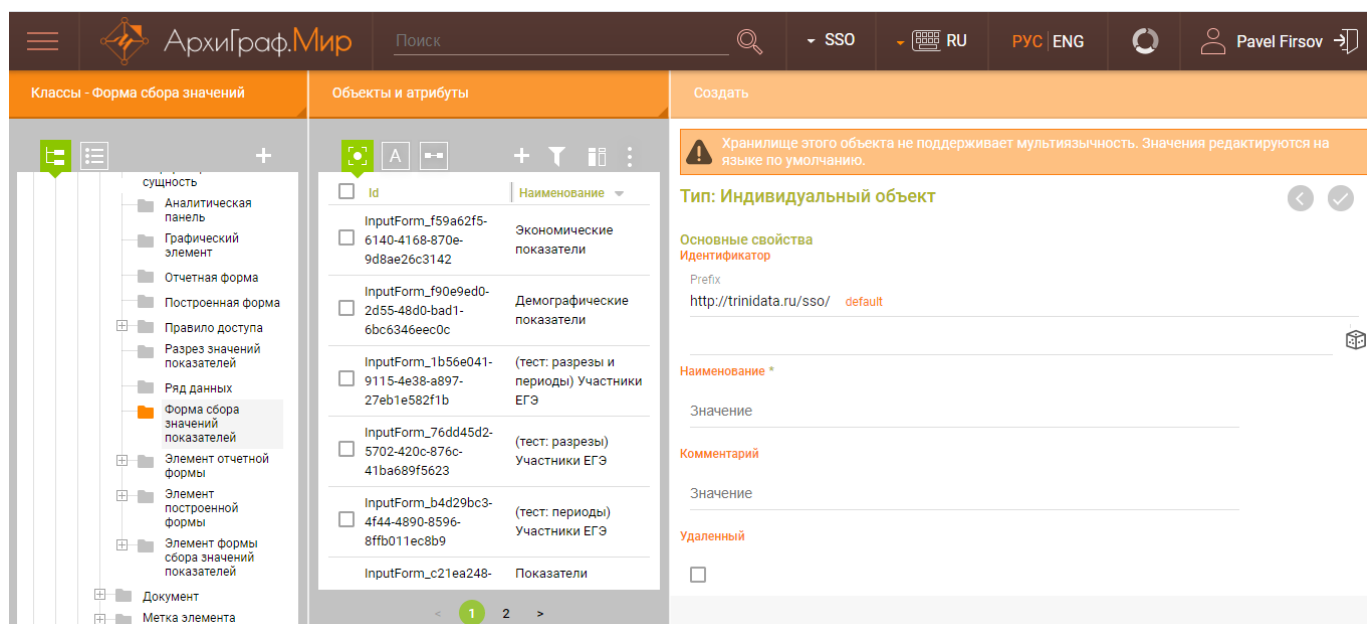 АрхиГраф.Мир
Поиск
SSO
RU
РУС ENG
Pavel Firsov
Классы - Форма сбора значений
Объекты и атрибуты
Создать
сущность
Аналитическая
панель
Графический
элемент
Отчетная форма
Построенная форма
Правило доступа
Разрез значений
показателей
Ряд данных
Форма сбора
значений
показателей
Элемент отчетной
формы
Элемент
построенной
формы
Элемент формы
сбора значений
показателей
Документ
Метка элемента
A
Id
Наименование
InputForm_f59a62f5-
6140-4168-870e-
9d8ae26c3142
Экономические
показатели
InputForm_f90e9ed0-
2d55-48d0-bad1-
6bc6346eec0c
Демографические
показатели
InputForm_1b56e041-
9115-4e38-a897-
27eb1e582f1b
(тест: разрезы и
периоды) Участники
ЕГЭ
InputForm_76dd45d2-
5702-420c-876c-
41ba689f5623
(тест: разрезы)
Участники ЕГЭ
InputForm_b4d29bc3-
4f44-4890-8596-
8ffb011ec8b9
(тест: периоды)
Участники ЕГЭ
InputForm_c21ea248-
Показатели
< 1 2 >
Хранилище этого объекта не поддерживает мультиязычность. Значения редактируются на
языке по умолчанию.
Тип: Индивидуальный объект
Основные свойства
Идентификатор
Prefix
http://trinidata.ru/sso/ default
Наименование *
Значение
Комментарий
Значение
Удаленный